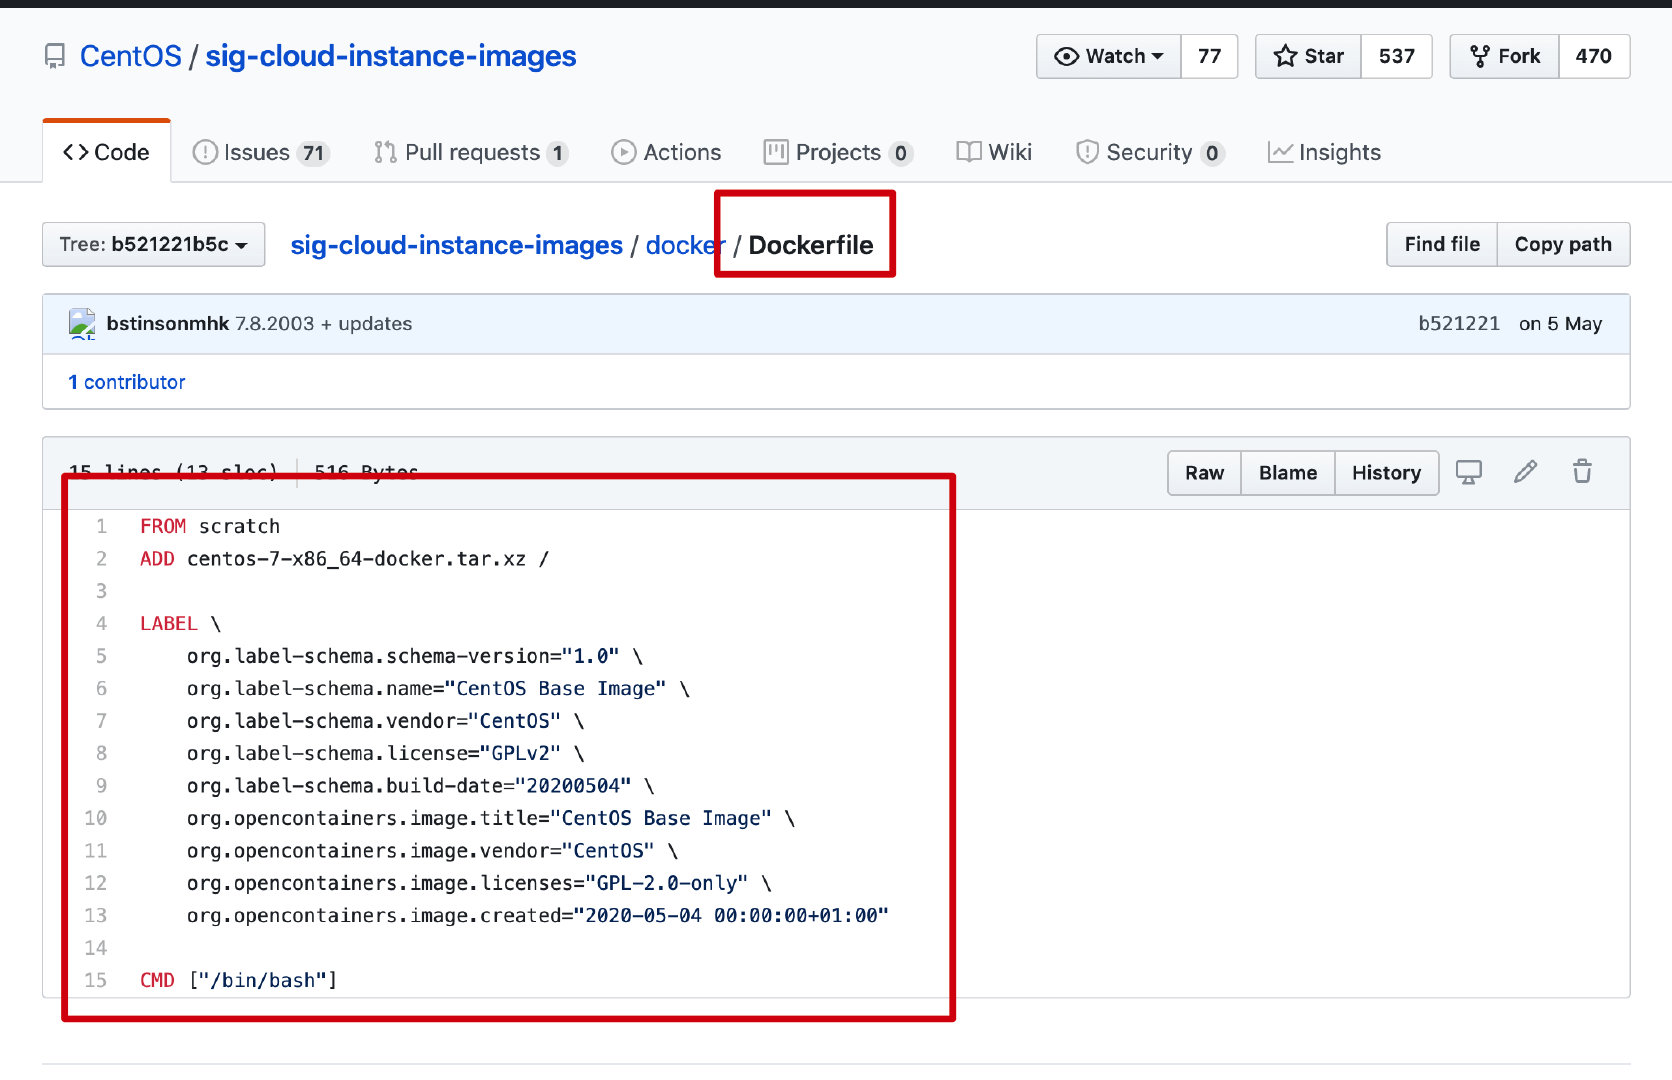 CentOS / sig-cloud-instance-images
Watch 77 Star 537 Fork 470
Code Issues 71 Pull requests 1 Actions Projects 0 Wiki Security 0 Insights
Tree: b521221b5c sig-cloud-instance-images / docker / Dockerfile Find file Copy path
bstinsonmhk 7.8.2003 + updates b521221 on 5 May
1 contributor
15 lines (13 sloc) 516 Bytes Raw Blame History
1 FROM scratch
2 ADD centos-7-x86_64-docker.tar.xz /
3
4 LABEL \
5 org.label-schema.schema-version="1.0" \
6 org.label-schema.name="CentOS Base Image" \
7 org.label-schema.vendor="CentOS" \
8 org.label-schema.license="GPLv2" \
9 org.label-schema.build-date="20200504" \
10 org.opencontainers.image.title="CentOS Base Image" \
11 org.opencontainers.image.vendor="CentOS" \
12 org.opencontainers.image.licenses="GPL-2.0-only" \
13 org.opencontainers.image.created="2020-05-04 00:00:00+01:00"
14
15 CMD ["/bin/bash"]